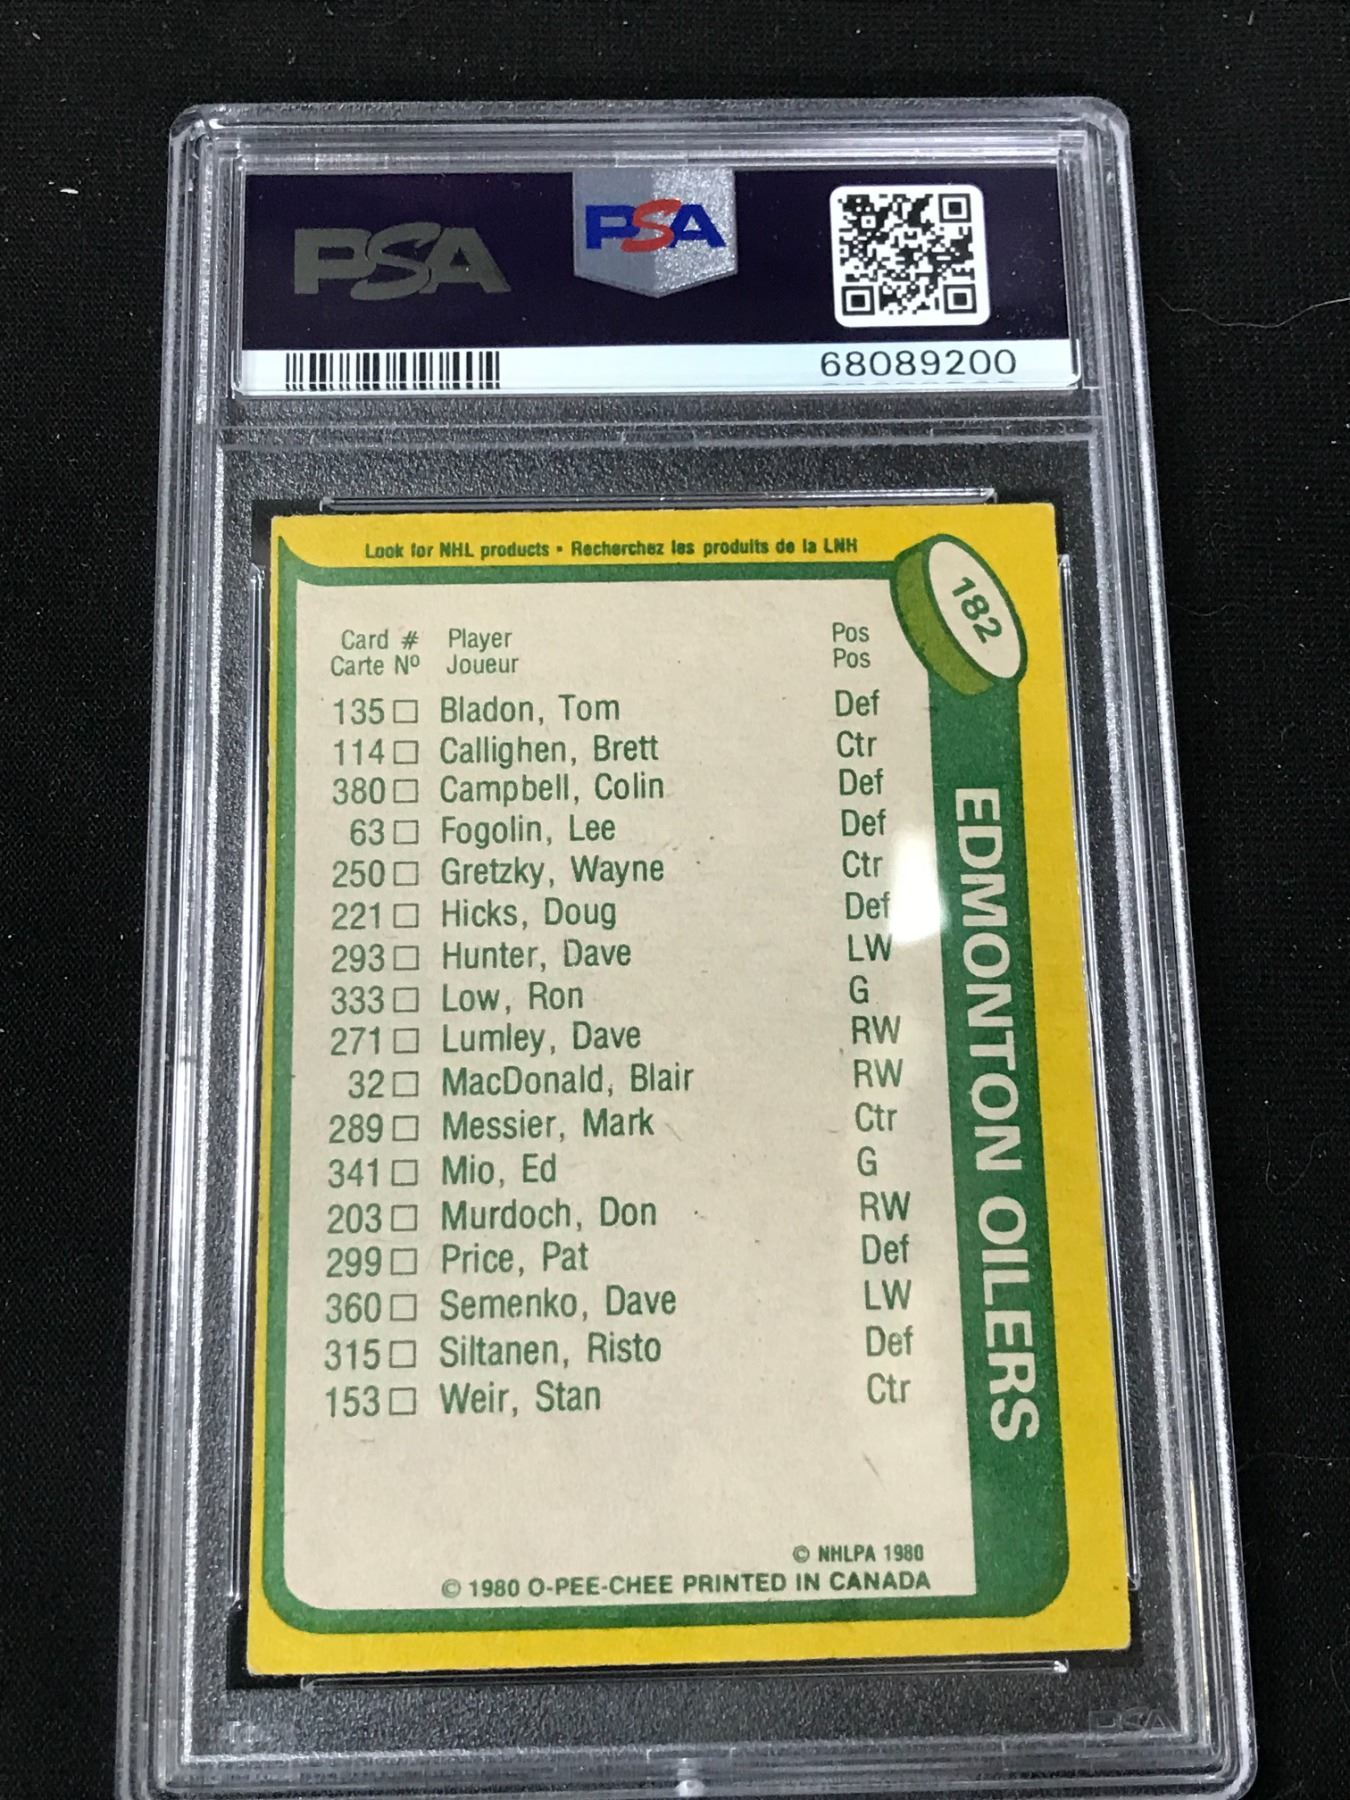 PSA
PSA
68089200
Look for NHL products • Recherchez les produits de la LNH
182
Card # Player Pos
Carte Nº Joueur Pos
135 □ Bladon, Tom Def
114 □ Callighen, Brett Ctr
380 □ Campbell, Colin Def
63 □ Fogolin, Lee Def
250 □ Gretzky, Wayne Ctr
221 □ Hicks, Doug Def
293 □ Hunter, Dave LW
333 □ Low, Ron G
271 □ Lumley, Dave RW
32 □ MacDonald, Blair RW
289 □ Messier, Mark Ctr
341 □ Mio, Ed G
203 □ Murdoch, Don RW
299 □ Price, Pat Def
360 □ Semenko, Dave LW
315 □ Siltanen, Risto Def
153 □ Weir, Stan Ctr
EDMONTON OILERS
© NHLPA 1980
© 1980 O-PEE-CHEE PRINTED IN CANADA
PSA